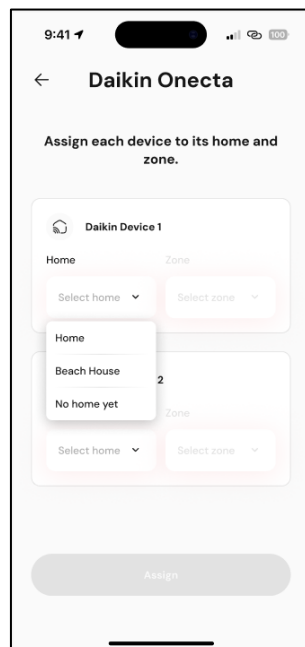 9:41
100
Daikin Onecta
Assign each device to its home and
zone.
Daikin Device 1
Home
Zone
Select home
Select zone
Home
Beach House
No home yet
2
Zone
Select home
Select zone
Assign